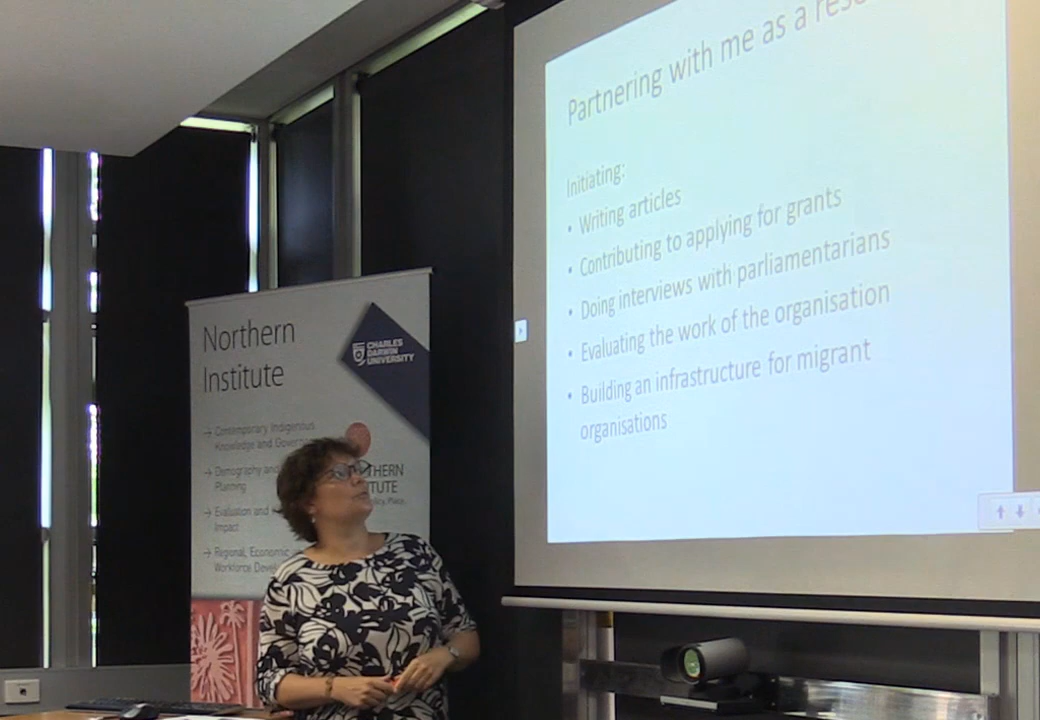 Partnering with me as a
Initiating:
• Writing articles
• Contributing to applying for grants
• Doing interviews with parliamentarians
• Evaluating the work of the organisation
• Building an infrastructure for migrant
organisations
Northern
Institute
CHARLES
DARWIN
UNIVERSITY
→ Contemporary Indigenous
Knowledge and
→ Demography and
Planning
→ Evaluation and
Impact
→ Regional, Economic
Workforce